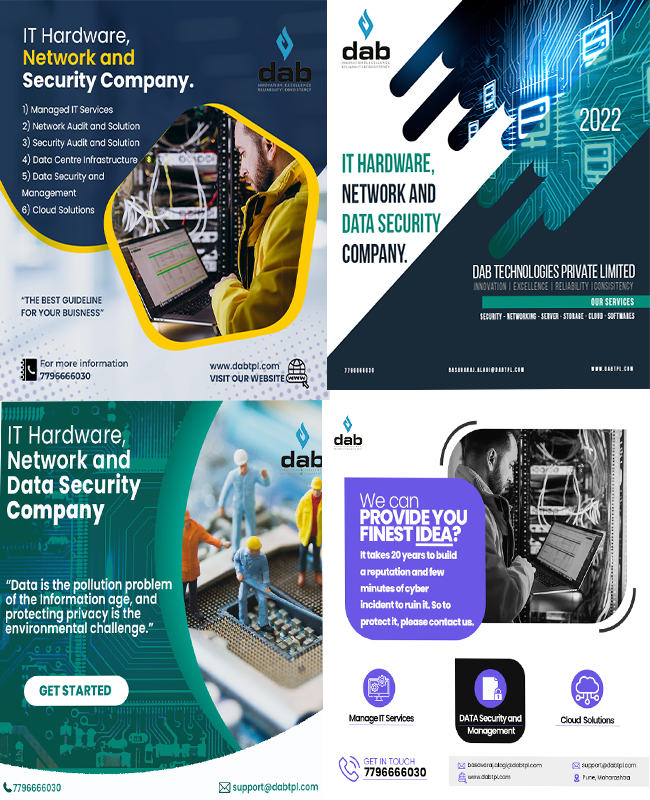 IT Hardware,
Network and
Security Company.
dab
INNOVATION EXCELLENCE
RELIABILITY CONSISTENCY
1) Managed IT Services
2) Network Audit and Solution
3) Security Audit and Solution
4) Data Centre Infrastructure
5) Data Security and
Management
6) Cloud Solutions
"THE BEST GUIDELINE
FOR YOUR BUISNESS"
For more information
7796666030
www.dabtpl.com
VISIT OUR WEBSITE
WWW
dab
INNOVATION EXCELLENCE
RELIABILITY CONSISTENCY
2022
IT HARDWARE,
NETWORK AND
DATA SECURITY
COMPANY.
DAB TECHNOLOGIES PRIVATE LIMITED
INNOVATION | EXCELLENCE | RELIABILITY | CONSISITENCY
OUR SERVICES
SECURITY - NETWORKING - SERVER - STORAGE - CLOUD - SOFTWARES
7796666030
BASAVARAJ.ALAGI@DABTPL.COM
WWW.DABTPL.COM
IT Hardware,
Network and
Data Security
Company
dab
"Data is the pollution problem
of the Information age, and
protecting privacy is the
environmental challenge."
GET STARTED
7796666030
support@dabtpl.com
dab
We can
PROVIDE YOU
FINEST IDEA?
It takes 20 years to build
a reputation and few
minutes of cyber
incident to ruin it. So to
protect it, please contact us.
Manage IT Services
DATA Security and
Management
Cloud Solutions
GET IN TOUCH
7796666030
basavaraj.alagi@dabtpl.com
support@dabtpl.com
www.dabtpl.com
Pune, Maharashtra